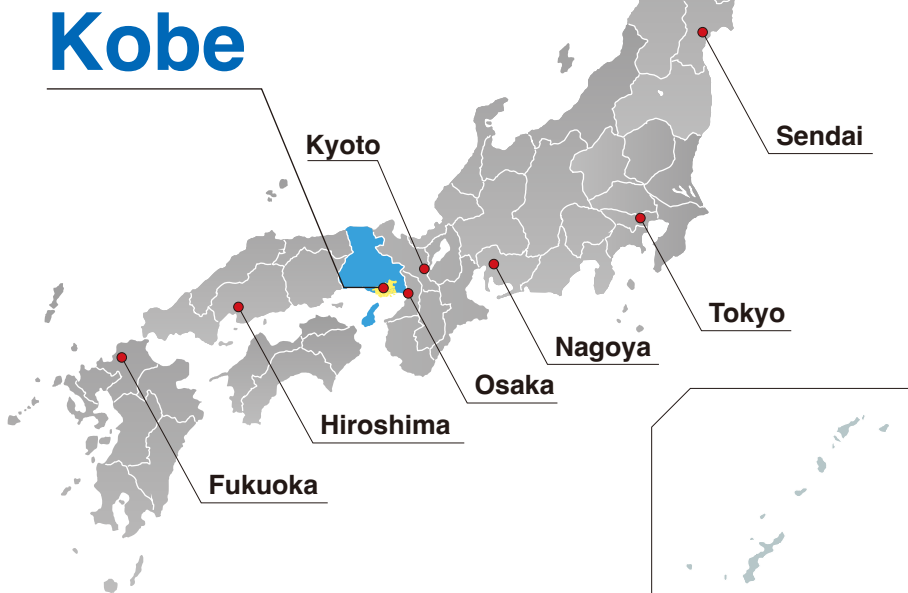 Kobe
Sendai
Kyoto
Tokyo
Nagoya
Osaka
Hiroshima
Fukuoka